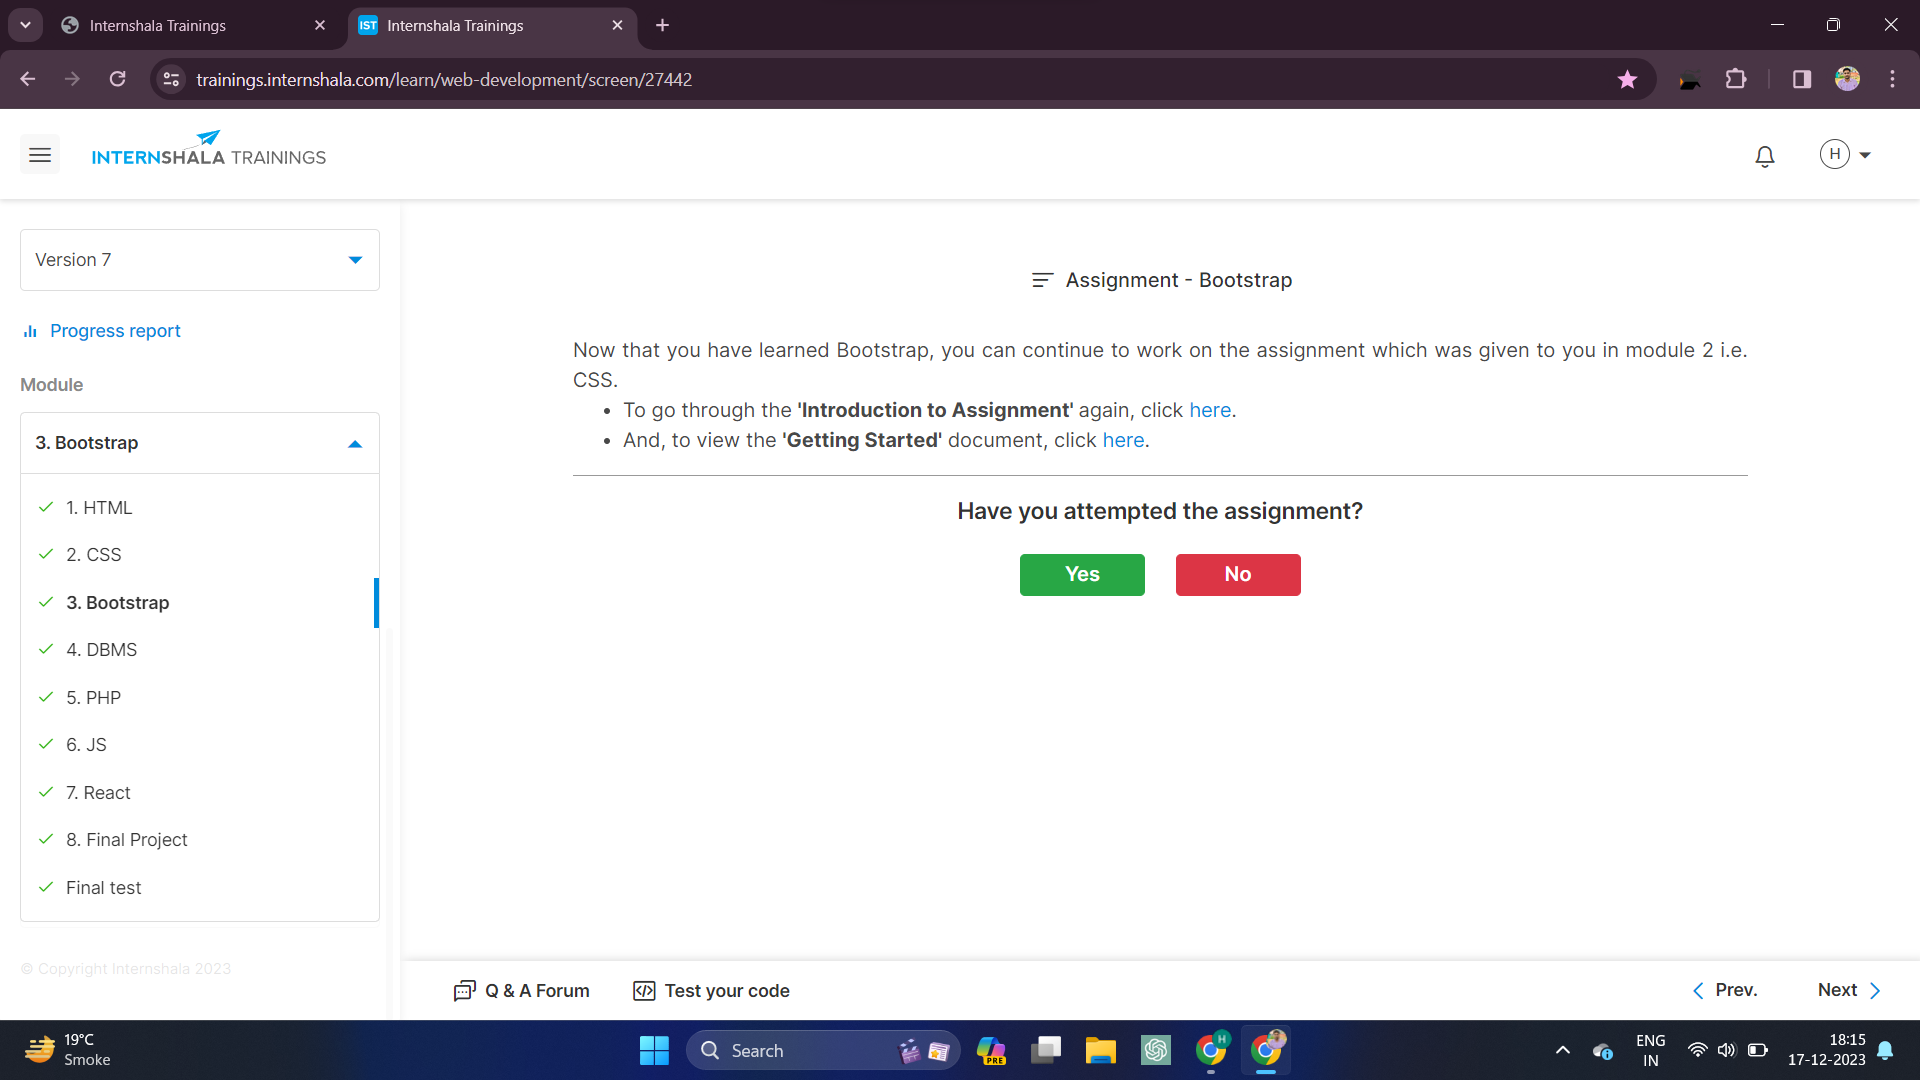 Internshala Trainings
IST Internshala Trainings
trainings.internshala.com/learn/web-development/screen/27442
INTERNSHALA TRAININGS
H
Version 7
Progress report
Module
3. Bootstrap
1. HTML
2. CSS
3. Bootstrap
4. DBMS
5. PHP
6. JS
7. React
8. Final Project
Final test
© Copyright Internshala 2023
Assignment - Bootstrap
Now that you have learned Bootstrap, you can continue to work on the assignment which was given to you in module 2 i.e.
CSS.
• To go through the 'Introduction to Assignment' again, click here.
• And, to view the 'Getting Started' document, click here.
Have you attempted the assignment?
Yes
No
Q & A Forum
Test your code
Prev.
Next
19°C
Smoke
Search
PRE
H
ENG
IN
18:15
17-12-2023